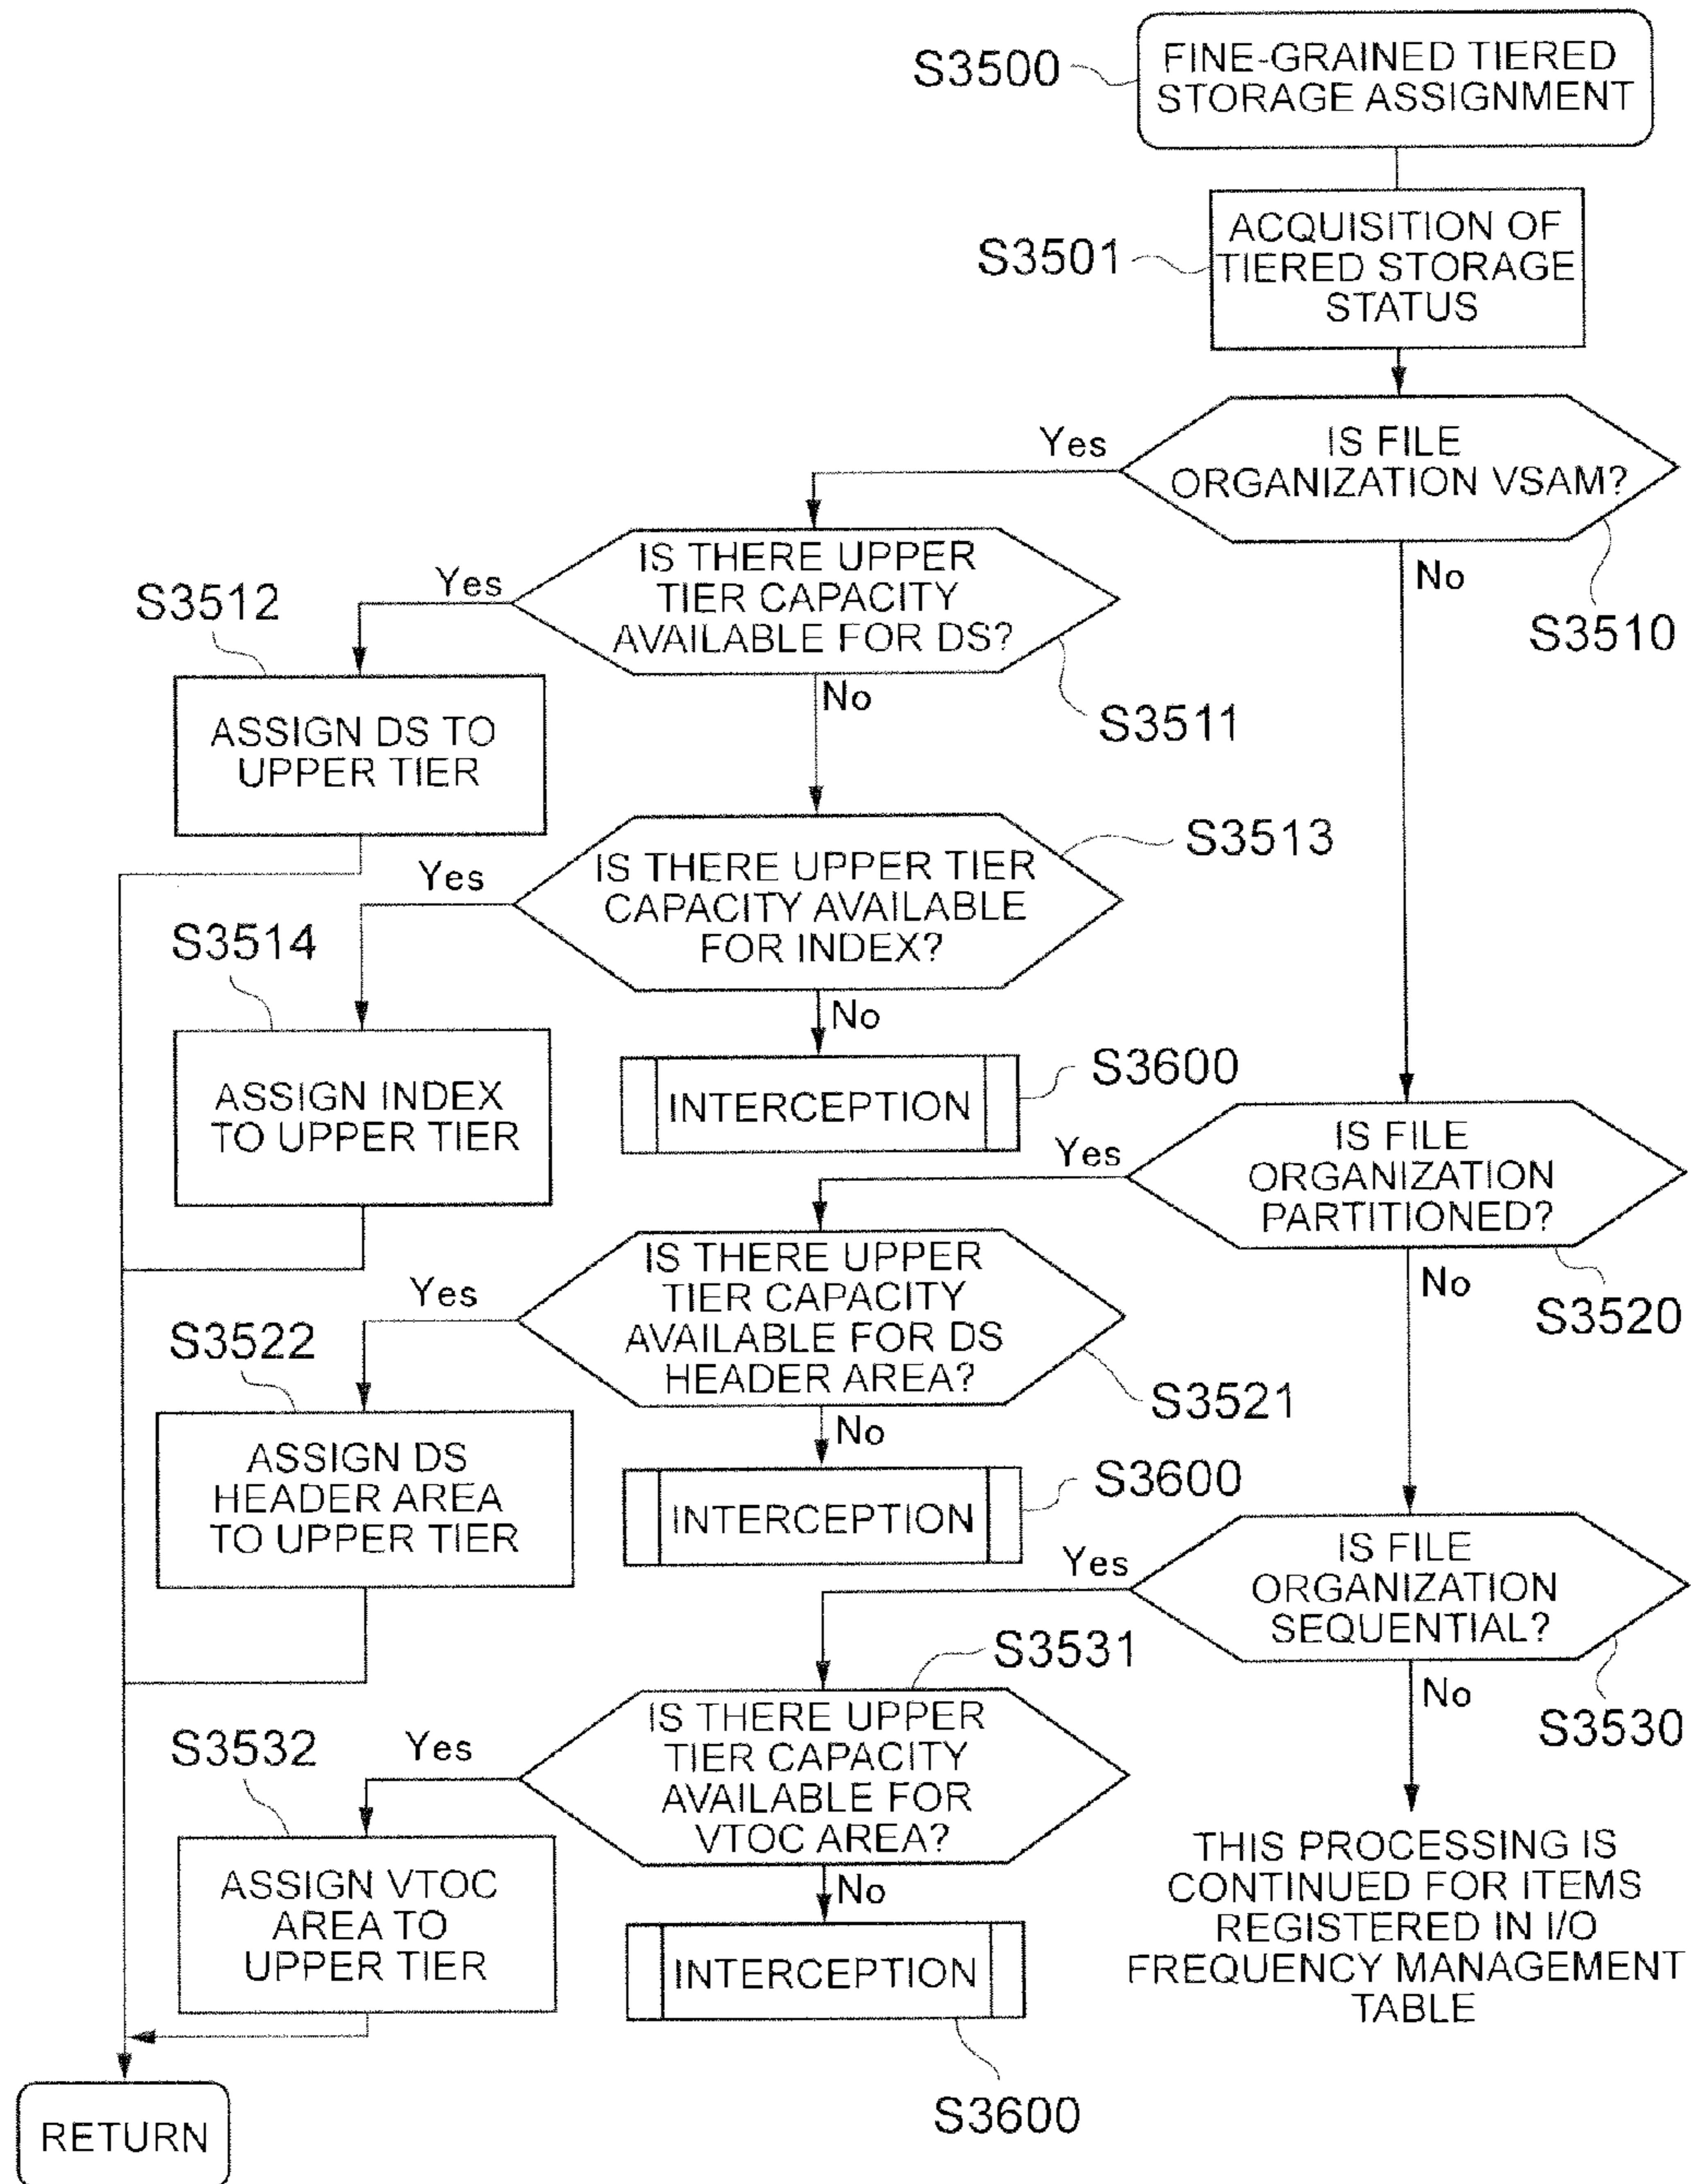 S3500
FINE-GRAINED TIERED
STORAGE ASSIGNMENT
S3501
ACQUISITION OF
TIERED STORAGE
STATUS
IS FILE
ORGANIZATION VSAM?
S3510
Yes
No
IS THERE UPPER
TIER CAPACITY
AVAILABLE FOR DS?
S3511
Yes
No
S3512
ASSIGN DS TO
UPPER TIER
S3513
IS THERE UPPER TIER
CAPACITY AVAILABLE
FOR INDEX?
Yes
No
S3514
ASSIGN INDEX
TO UPPER TIER
INTERCEPTION
S3600
IS FILE
ORGANIZATION
PARTITIONED?
S3520
Yes
No
IS THERE UPPER
TIER CAPACITY
AVAILABLE FOR DS
HEADER AREA?
S3521
Yes
No
S3522
ASSIGN DS
HEADER AREA
TO UPPER TIER
INTERCEPTION
S3600
IS FILE
ORGANIZATION
SEQUENTIAL?
S3530
Yes
No
S3531
IS THERE UPPER
TIER CAPACITY
AVAILABLE FOR
VTOC AREA?
Yes
No
S3532
ASSIGN VTOC
AREA TO
UPPER TIER
INTERCEPTION
S3600
THIS PROCESSING IS
CONTINUED FOR ITEMS
REGISTERED IN I/O
FREQUENCY MANAGEMENT
TABLE
RETURN